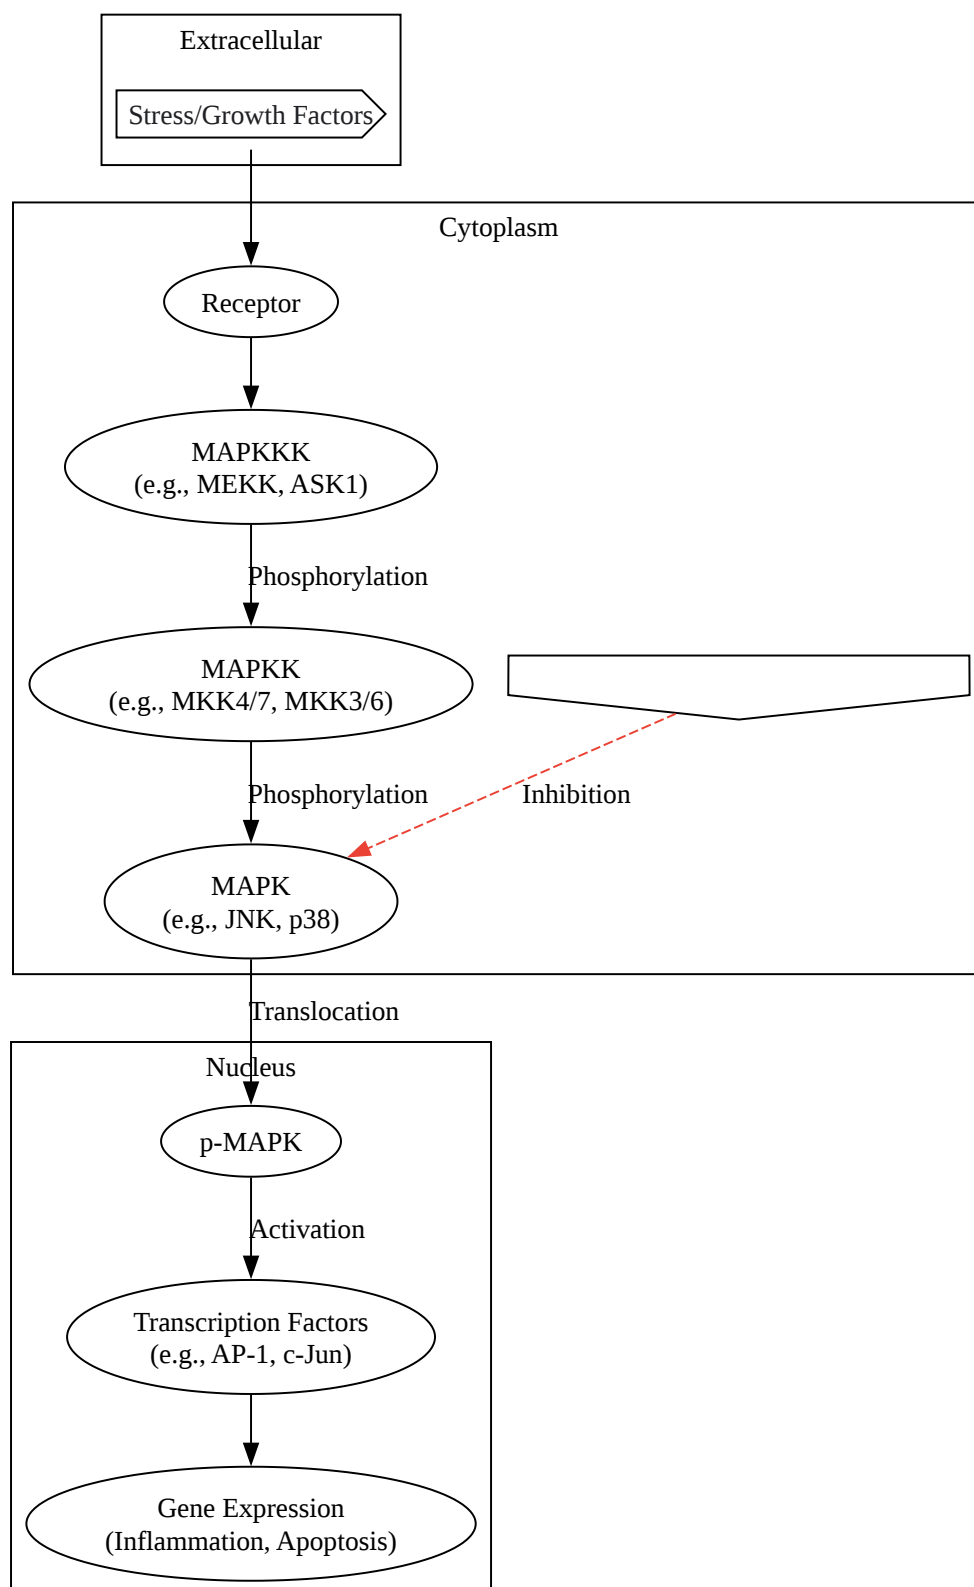 Extracellular
Stress/Growth Factors
Cytoplasm
Receptor
MAPKKK
(e.g., MEKK, ASK1)
Phosphorylation
MAPKK
(e.g., MKK4/7, MKK3/6)
Phosphorylation
Inhibition
MAPK
(e.g., JNK, p38)
Translocation
Nucleus
p-MAPK
Activation
Transcription Factors
(e.g., AP-1, c-Jun)
Gene Expression
(Inflammation, Apoptosis)